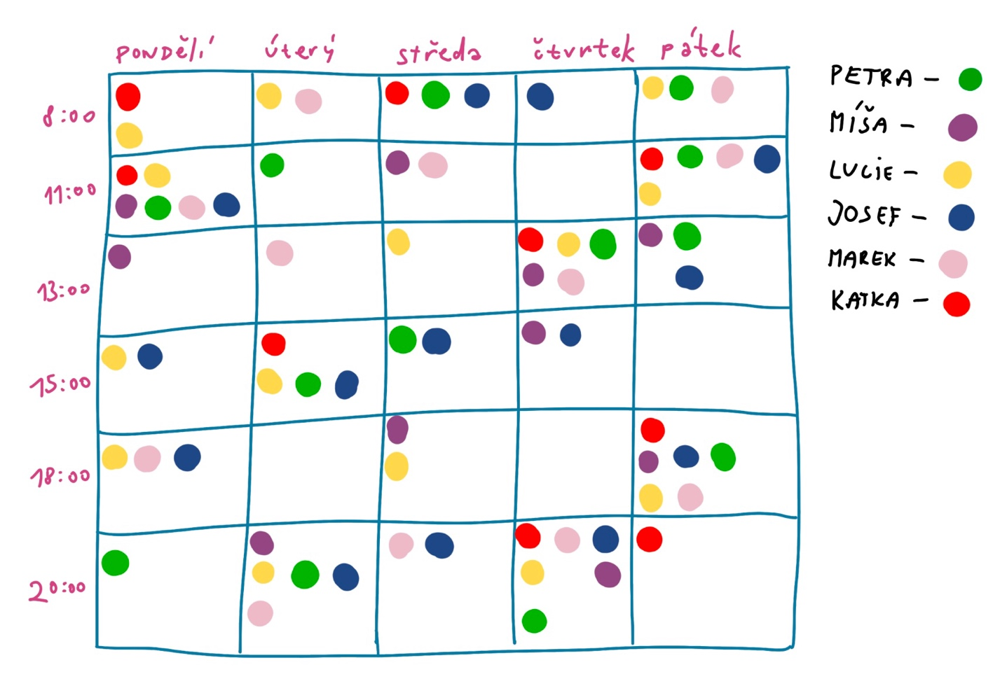 pondělí úterý středa čtvrtek pátek
8:00
11:00
13:00
15:00
18:00
20:00
PETRA -
MÍŠA -
LUCIE -
JOSEF -
MAREK -
KATKA -